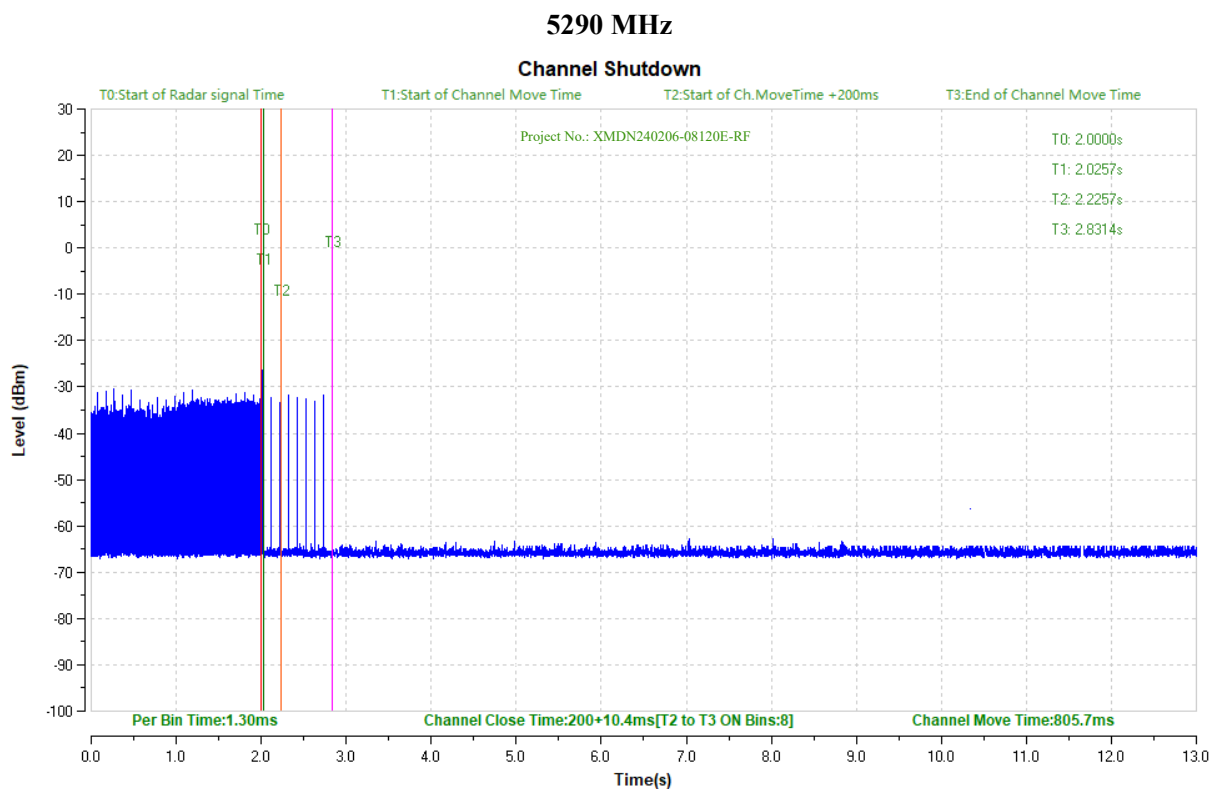 5290 MHz
Channel Shutdown
T0:Start of Radar signal Time T1:Start of Channel Move Time T2:Start of Ch.MoveTime +200ms T3:End of Channel Move Time
Project No.: XMDN240206-08120E-RF
T0: 2.0000s
T1: 2.0257s
T2: 2.2257s
T3: 2.8314s
T0
T1
T2
T3
Level (dBm)
30
20
10
0
-10
-20
-30
-40
-50
-60
-70
-80
-90
-100
Per Bin Time:1.30ms Channel Close Time:200+10.4ms[T2 to T3 ON Bins:8] Channel Move Time:805.7ms
0.0 1.0 2.0 3.0 4.0 5.0 6.0 7.0 8.0 9.0 10.0 11.0 12.0 13.0
Time(s)